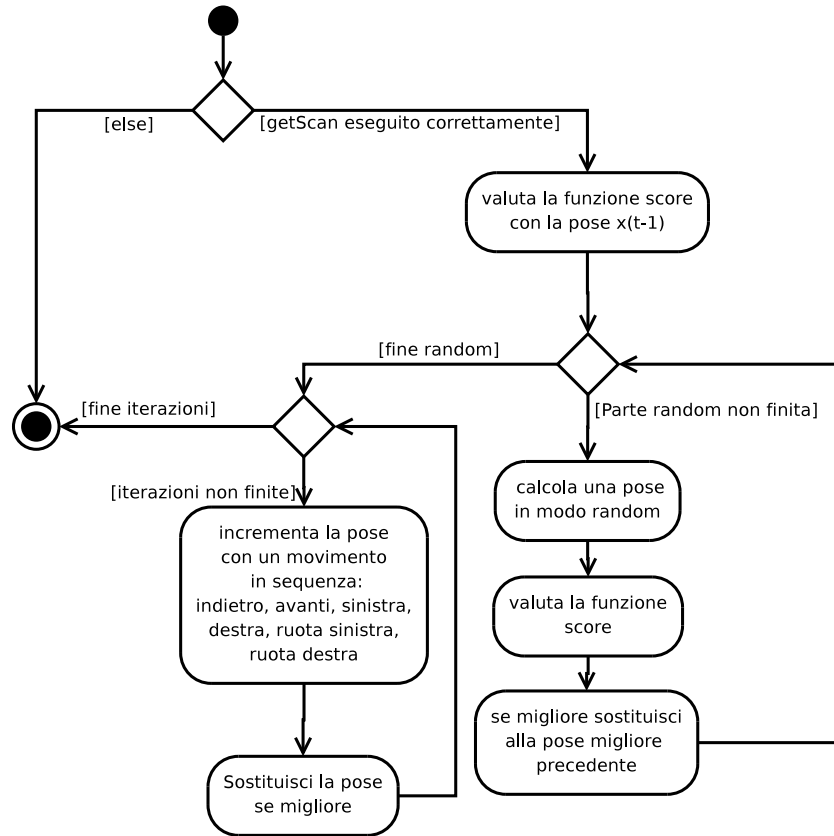 [else]
[getScan eseguito correttamente]
valuta la funzione score
con la pose x(t-1)
[fine random]
[Parte random non finita]
[fine iterazioni]
[iterazioni non finite]
calcola una pose
in modo random
incrementa la pose
con un movimento
in sequenza:
indietro, avanti, sinistra,
destra, ruota sinistra,
ruota destra
valuta la funzione
score
se migliore sostituisci
alla pose migliore
precedente
Sostituisci la pose
se migliore